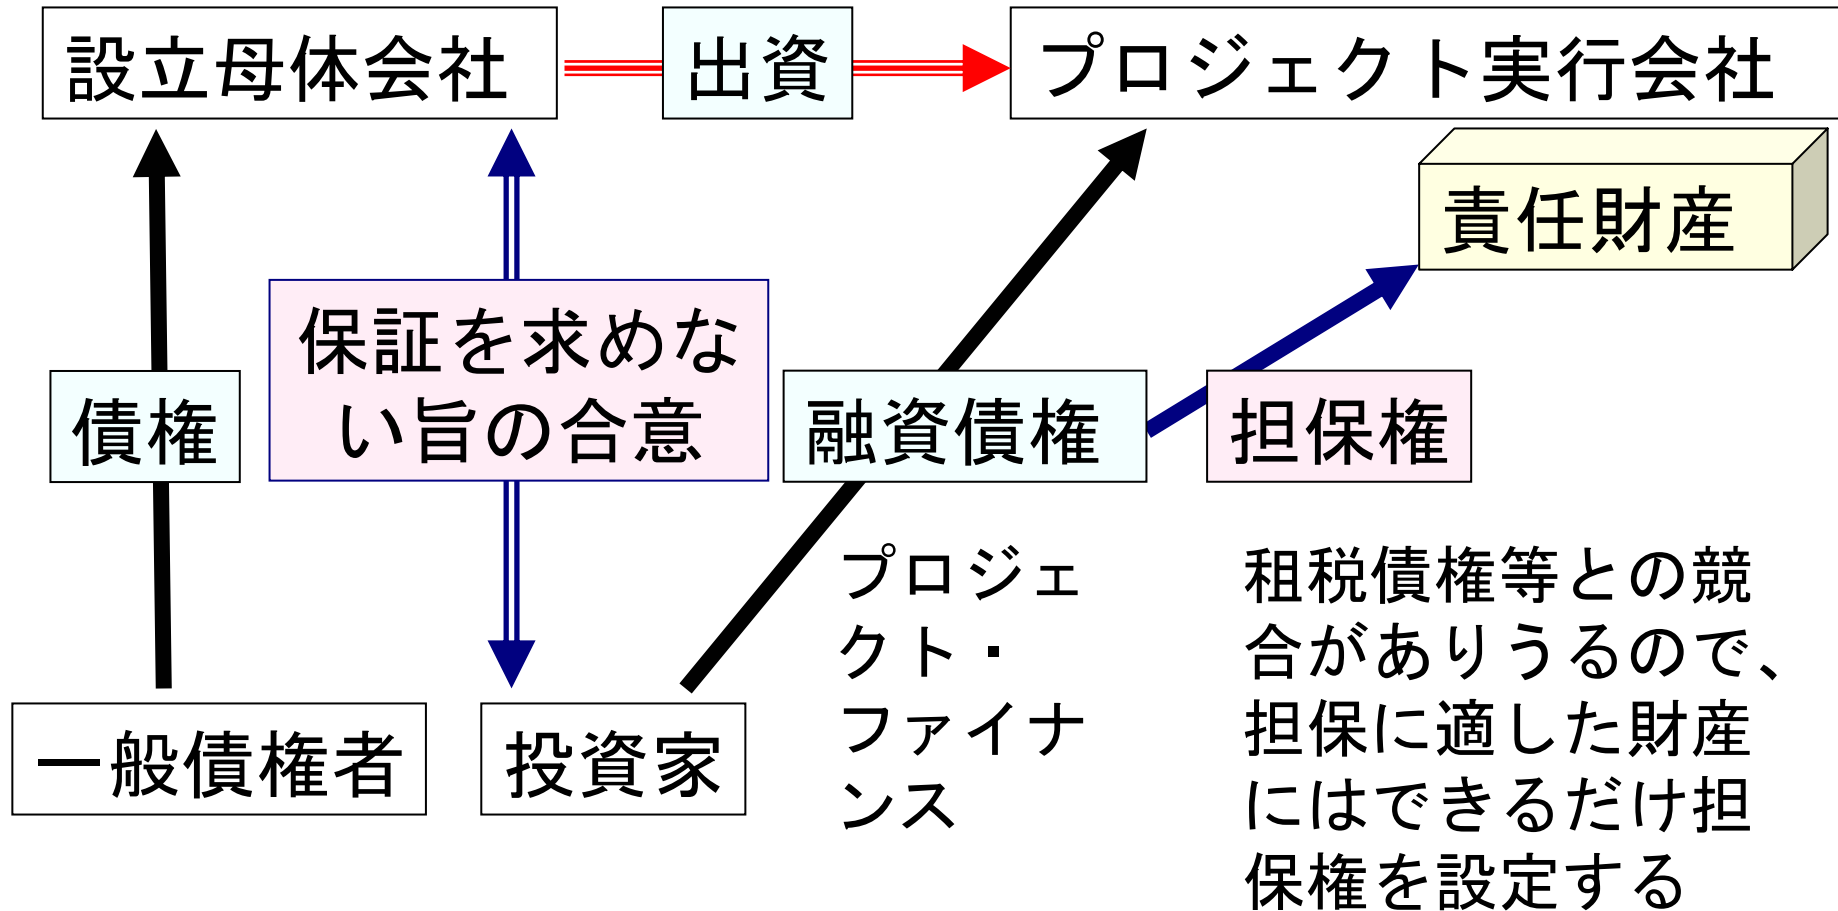 設立母体会社
出資
プロジェクト実行会社
責任財産
保証を求めな
い旨の合意
債権
融資債権
担保権
プロジェ
クト・
ファイナ
ンス
租税債権等との競
合がありうるので、
担保に適した財産
にはできるだけ担
保権を設定する
一般債権者
投資家